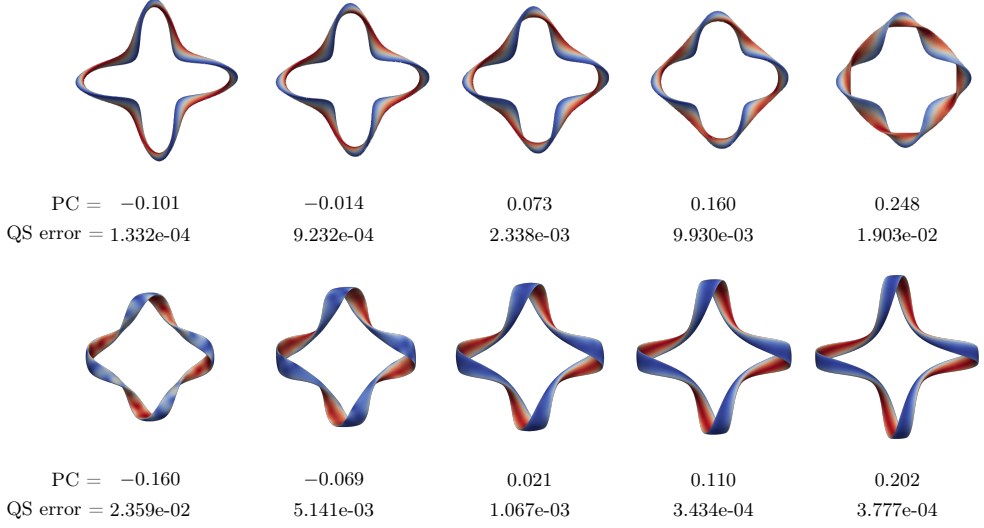 PC = −0.101 −0.014 0.073 0.160 0.248
QS error = 1.332e-04 9.232e-04 2.338e-03 9.930e-03 1.903e-02
PC = −0.160 −0.069 0.021 0.110 0.202
QS error = 2.359e-02 5.141e-03 1.067e-03 3.434e-04 3.777e-04